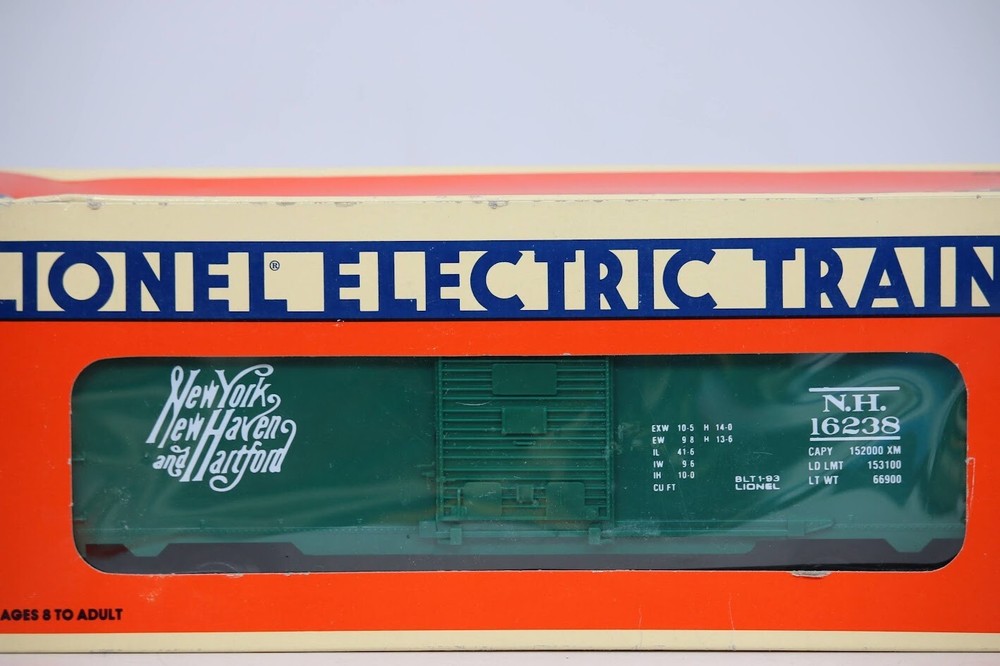 LIONEL® ELECTRIC TRAIN
New York
New Haven
and Hartford
EXW 10-5 H 14-0
EW 9 8 H 13-6
IL 41-6
IW 9 6
IH 10-0
CU FT
BLT 1-93
LIONEL
N.H.
16238
CAPY 152000 XM
LD LMT 153100
LT WT 66900
AGES 8 TO ADULT